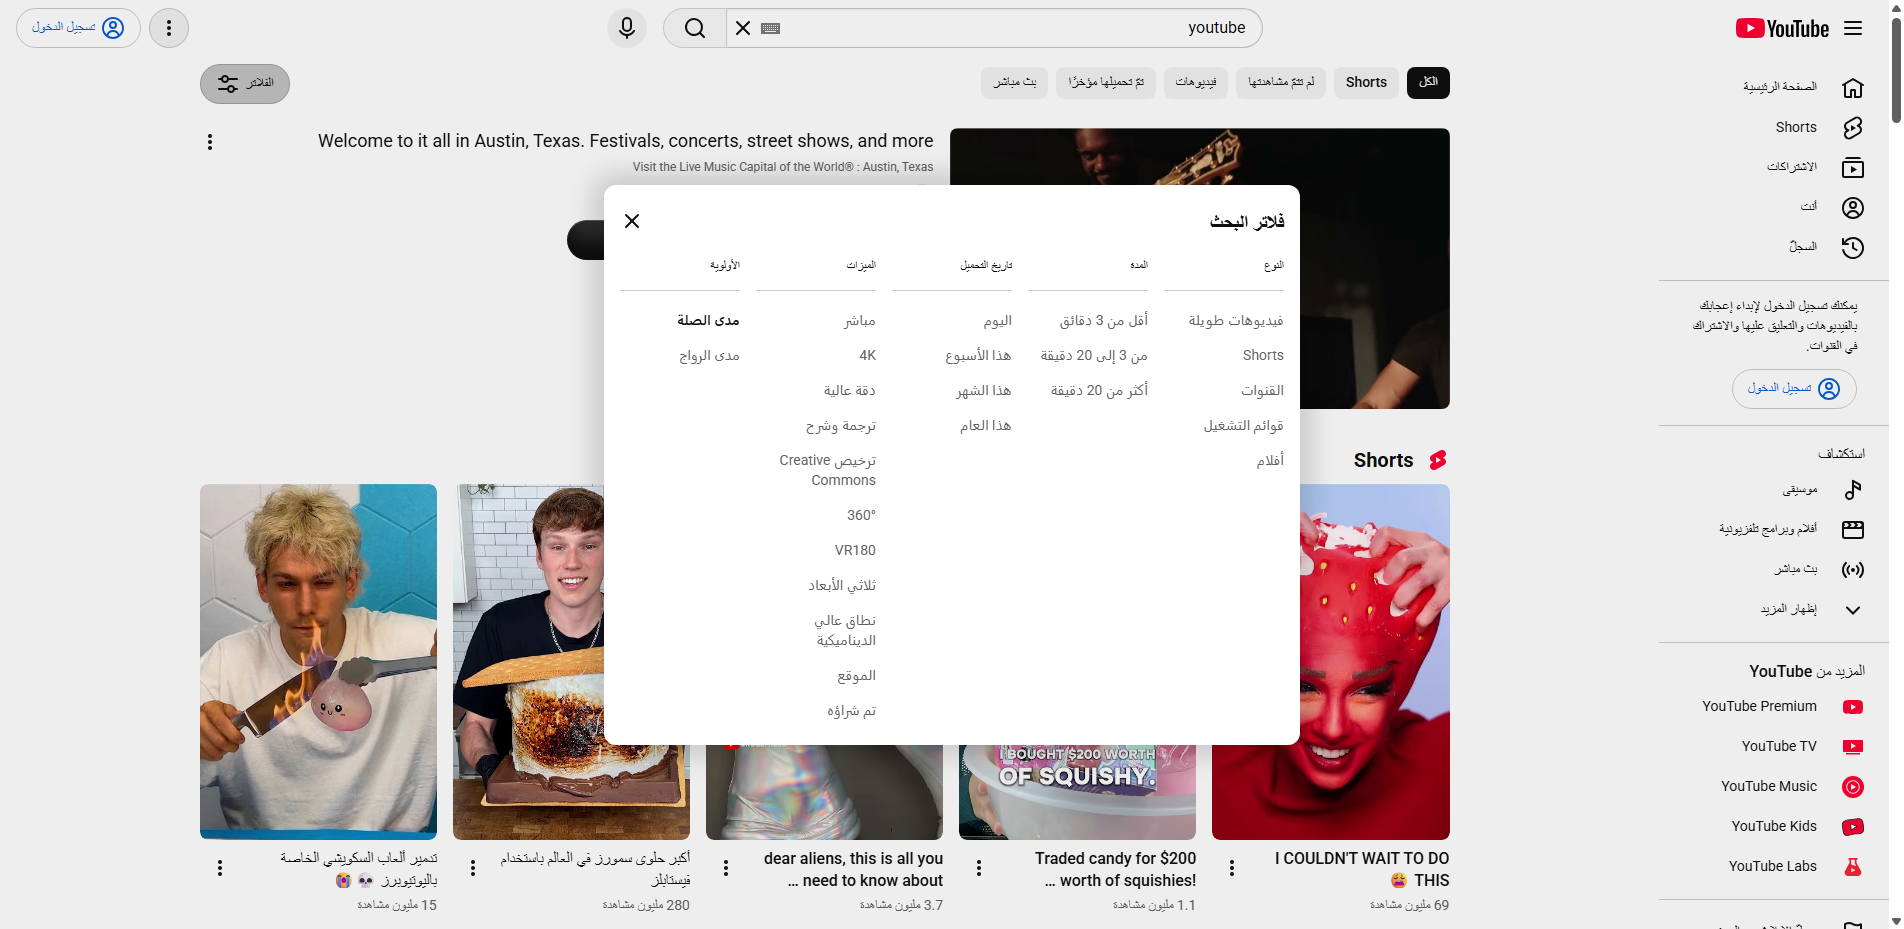 YouTube
youtube
تسجيل الدخول
الكل
Shorts
لم تتمّ مشاهدتها
فيديوهات
تمّ تحميلها مؤخرًا
بث مباشر
الفلاتر
Welcome to it all in Austin, Texas. Festivals, concerts, street shows, and more
Visit the Live Music Capital of the World® : Austin, Texas
فلاتر البحث
النوع
فيديوهات طويلة
Shorts
القنوات
قوائم التشغيل
أفلام
المدة
أقل من 3 دقائق
من 3 إلى 20 دقيقة
أكثر من 20 دقيقة
تاريخ التحميل
اليوم
هذا الأسبوع
هذا الشهر
هذا العام
الميزات
مباشر
4K
دقة عالية
ترجمة وشرح
ترخيص Creative
Commons
360°
VR180
ثلاثي الأبعاد
نطاق عالي
الديناميكية
الموقع
تم شراؤه
الأولوية
مدى الصلة
مدى الرواج
Shorts
I BOUGHT $200 WORTH
OF SQUISHY.
I COULDN'T WAIT TO DO
THIS 😩
69 مليون مشاهدة
Traded candy for $200
worth of squishies! ...
1.1 مليون مشاهدة
dear aliens, this is all you
need to know about ...
3.7 مليون مشاهدة
أكبر حلوى سمورز في العالم باستخدام
فيستابلز
280 مليون مشاهدة
تدمير ألعاب السكويشي الخاصة
باليوتيوبرز 💀 😭
15 مليون مشاهدة
الصفحة الرئيسية
Shorts
الاشتراكات
أنت
السجلّ
يمكنك تسجيل الدخول لإبداء إعجابك
بالفيديوهات والتعليق عليها والاشتراك
في القنوات.
تسجيل الدخول
استكشاف
موسيقى
أفلام وبرامج تلفزيونية
بث مباشر
إظهار المزيد
المزيد من YouTube
YouTube Premium
YouTube TV
YouTube Music
YouTube Kids
YouTube Labs